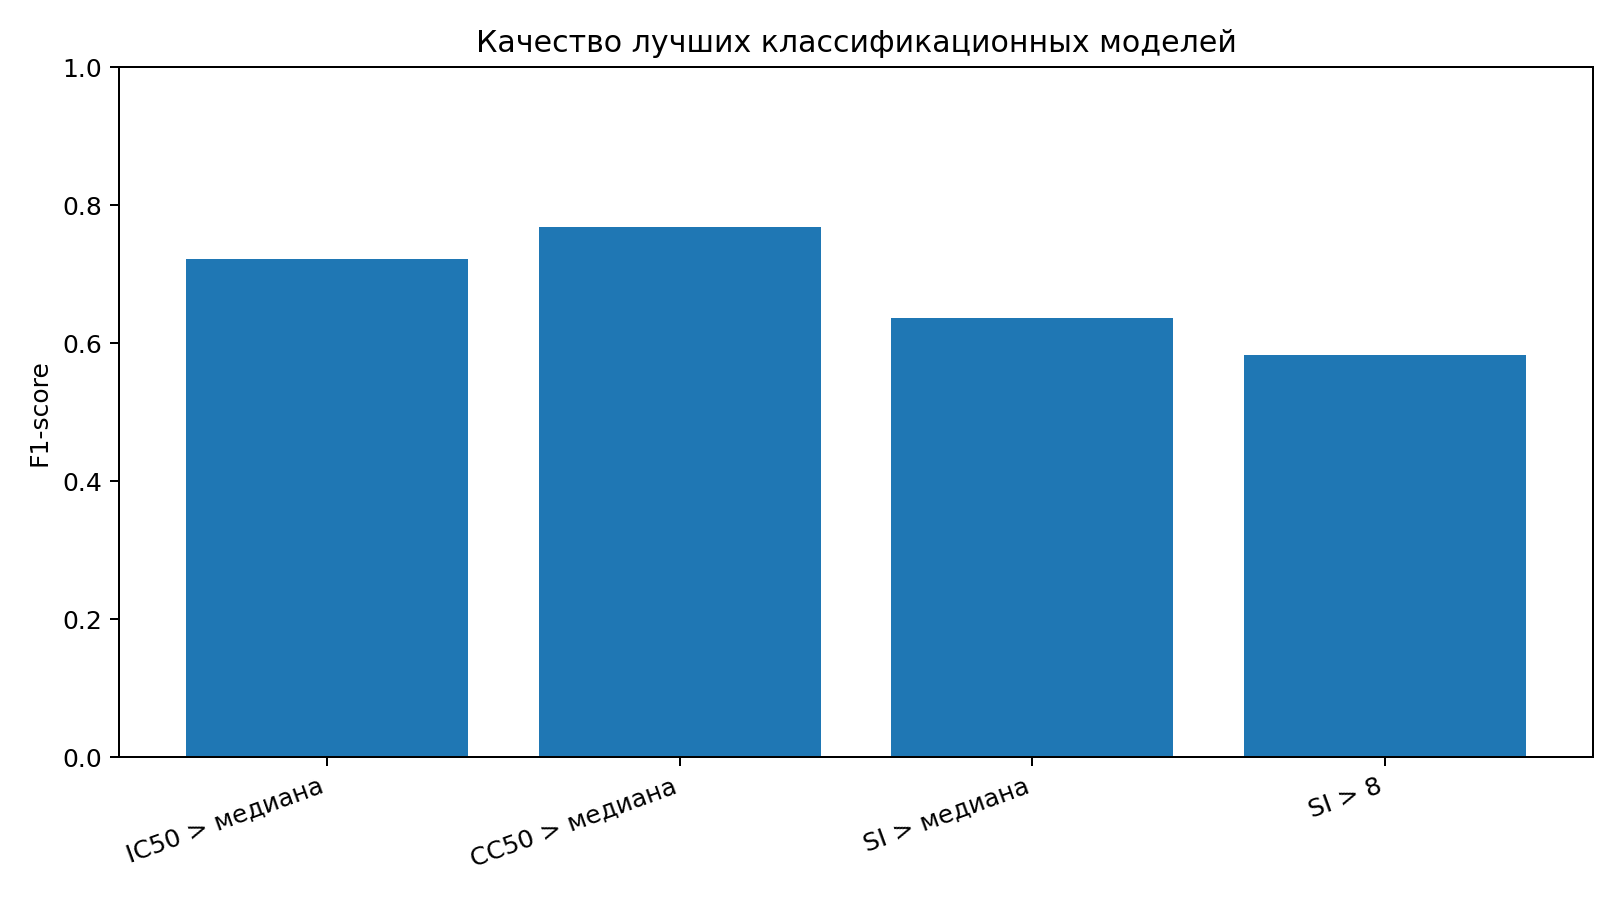 Качество лучших классификационных моделей
F1-score
1.0
0.8
0.6
0.4
0.2
0.0
IC50 > медиана
CC50 > медиана
SI > медиана
SI > 8